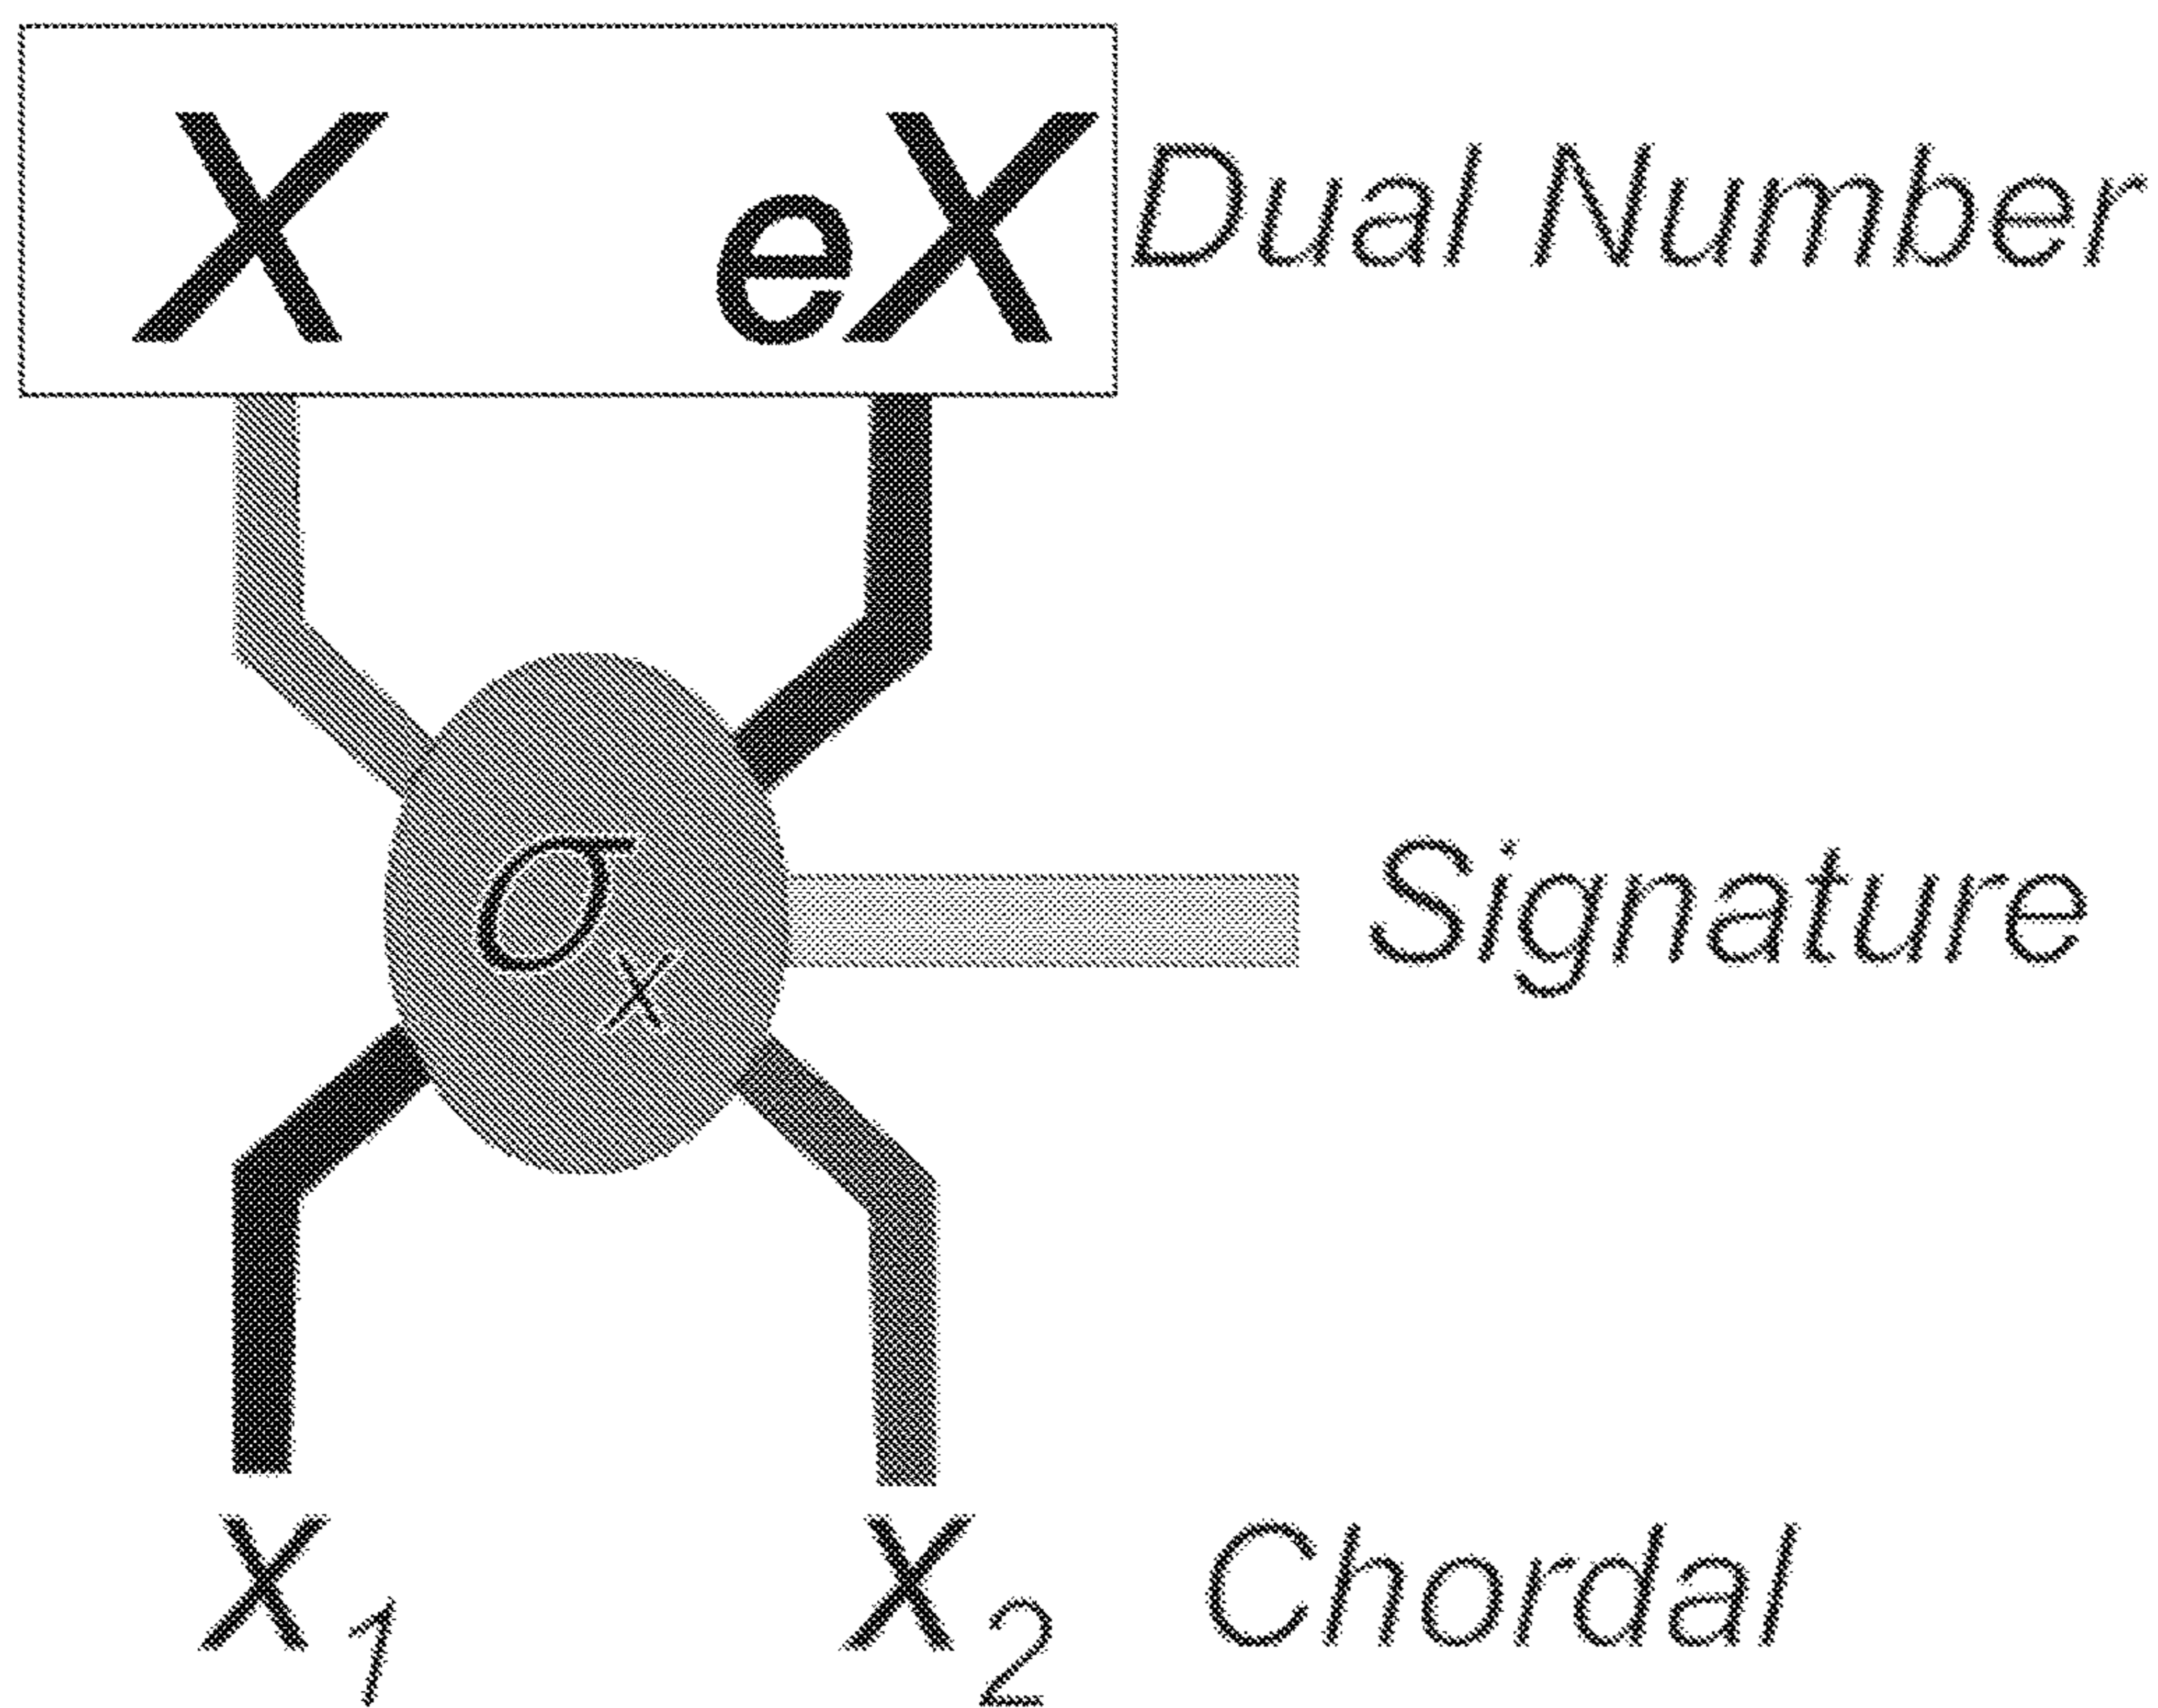 X eX Dual Number
σX Signature
X1 X2 Chordal